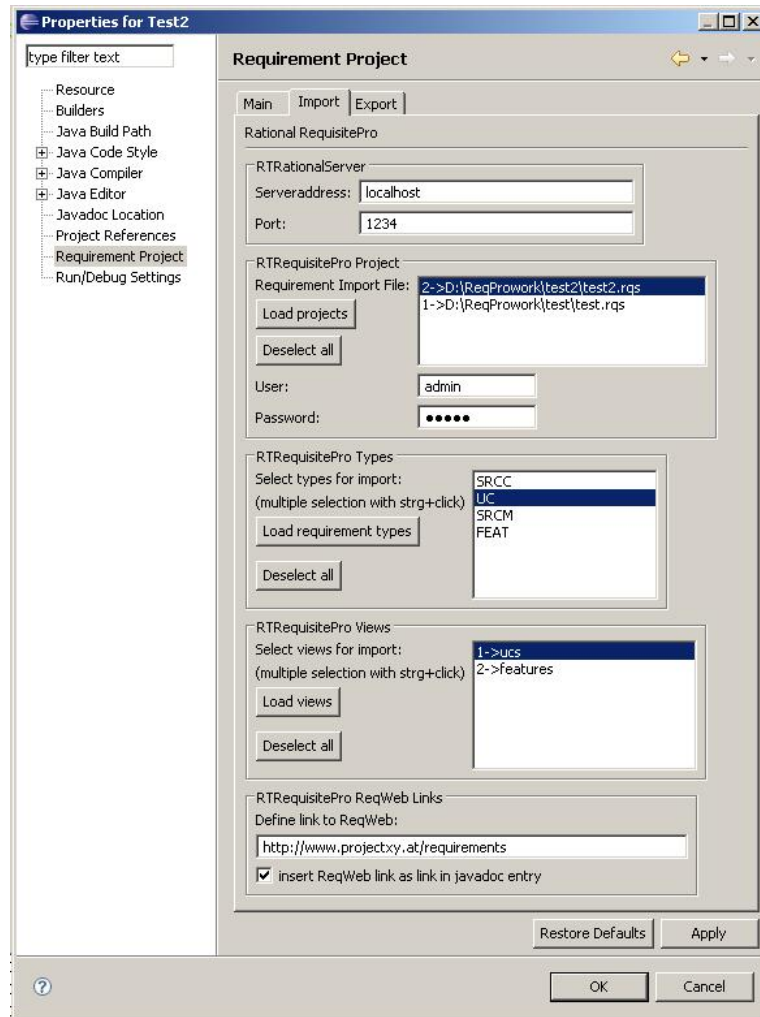 Properties for Test2
type filter text
Resource
Builders
Java Build Path
Java Code Style
Java Compiler
Java Editor
Javadoc Location
Project References
Requirement Project
Run/Debug Settings
Requirement Project
Main Import Export
Rational RequisitePro
RTRationalServer
Serveraddress: localhost
Port: 1234
RTRequisitePro Project
Requirement Import File: 2->D:\ReqProwork\test2\test2.rqs
1->D:\ReqProwork\test\test.rqs
Load projects
Deselect all
User: admin
Password: ●●●●●
RTRequisitePro Types
Select types for import:
(multiple selection with strg+click)
Load requirement types
Deselect all
SRCC
UC
SRCM
FEAT
RTRequisitePro Views
Select views for import:
(multiple selection with strg+click)
Load views
Deselect all
1->ucs
2->features
RTRequisitePro ReqWeb Links
Define link to ReqWeb:
http://www.projectxy.at/requirements
insert ReqWeb link as link in javadoc entry
Restore Defaults Apply
? OK Cancel